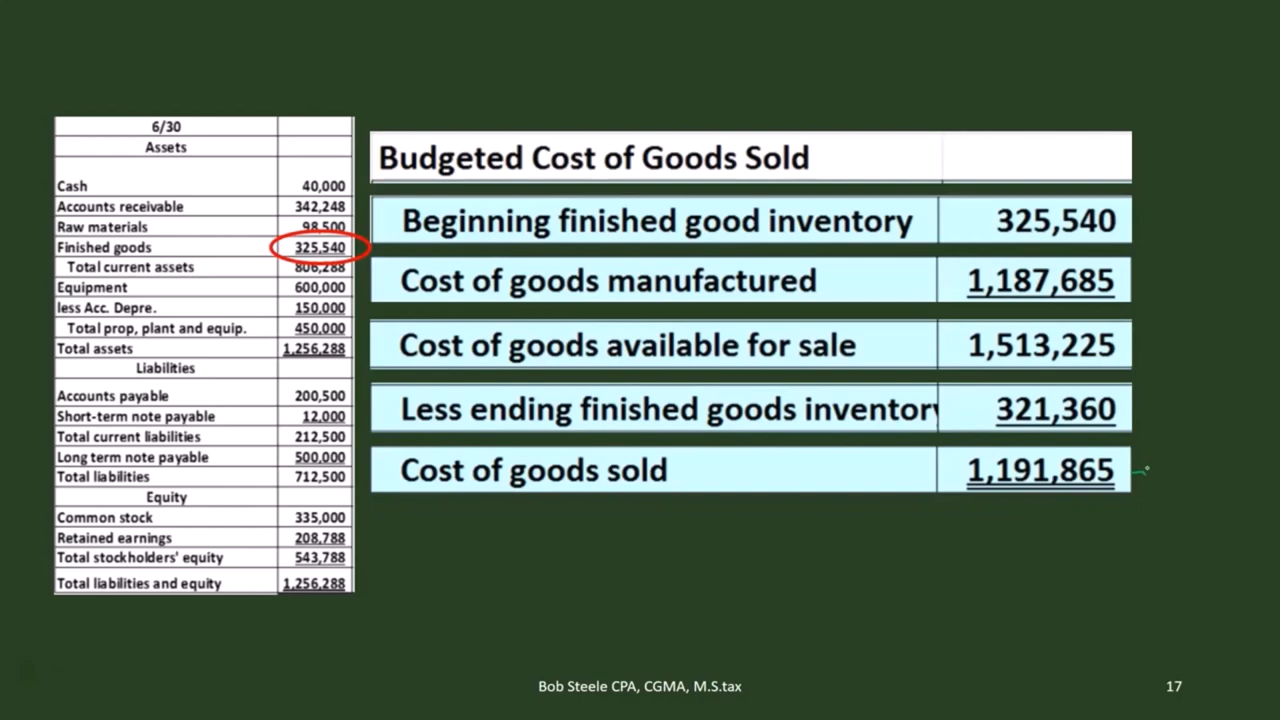 6/30
Assets
Cash 40,000
Accounts receivable 342,248
Raw materials 98,500
Finished goods 325,540
Total current assets 806,288
Equipment 600,000
less Acc. Depre. 150,000
Total prop, plant and equip. 450,000
Total assets 1,256,288
Liabilities
Accounts payable 200,500
Short-term note payable 12,000
Total current liabilities 212,500
Long term note payable 500,000
Total liabilities 712,500
Equity
Common stock 335,000
Retained earnings 208,788
Total stockholders' equity 543,788
Total liabilities and equity 1,256,288
Budgeted Cost of Goods Sold
Beginning finished good inventory 325,540
Cost of goods manufactured 1,187,685
Cost of goods available for sale 1,513,225
Less ending finished goods inventory 321,360
Cost of goods sold 1,191,865
Bob Steele CPA, CGMA, M.S.tax
17